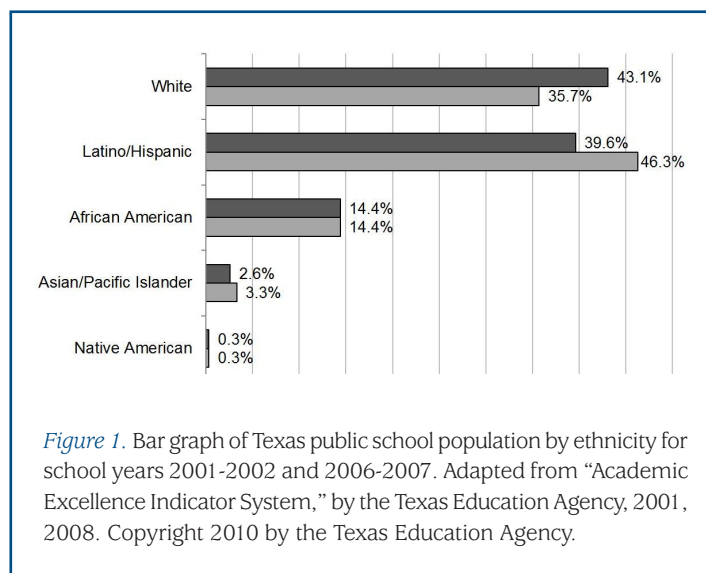 White
43.1%
35.7%
Latino/Hispanic
39.6%
46.3%
African American
14.4%
14.4%
Asian/Pacific Islander
2.6%
3.3%
Native American
0.3%
0.3%
Figure 1. Bar graph of Texas public school population by ethnicity for
school years 2001-2002 and 2006-2007. Adapted from “Academic
Excellence Indicator System,” by the Texas Education Agency, 2001,
2008. Copyright 2010 by the Texas Education Agency.